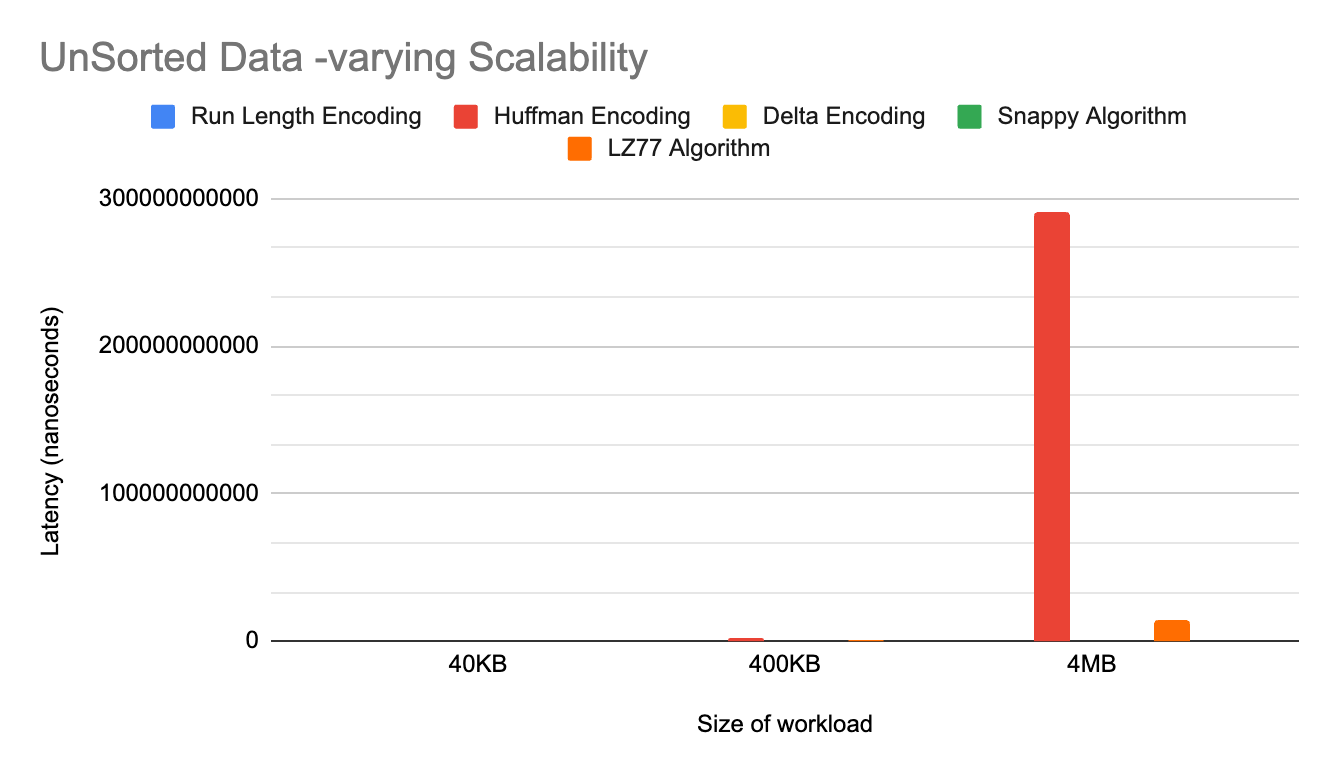 UnSorted Data -varying Scalability
Run Length Encoding Huffman Encoding Delta Encoding Snappy Algorithm
LZ77 Algorithm
300000000000
200000000000
100000000000
0
Latency (nanoseconds)
40KB 400KB 4MB
Size of workload